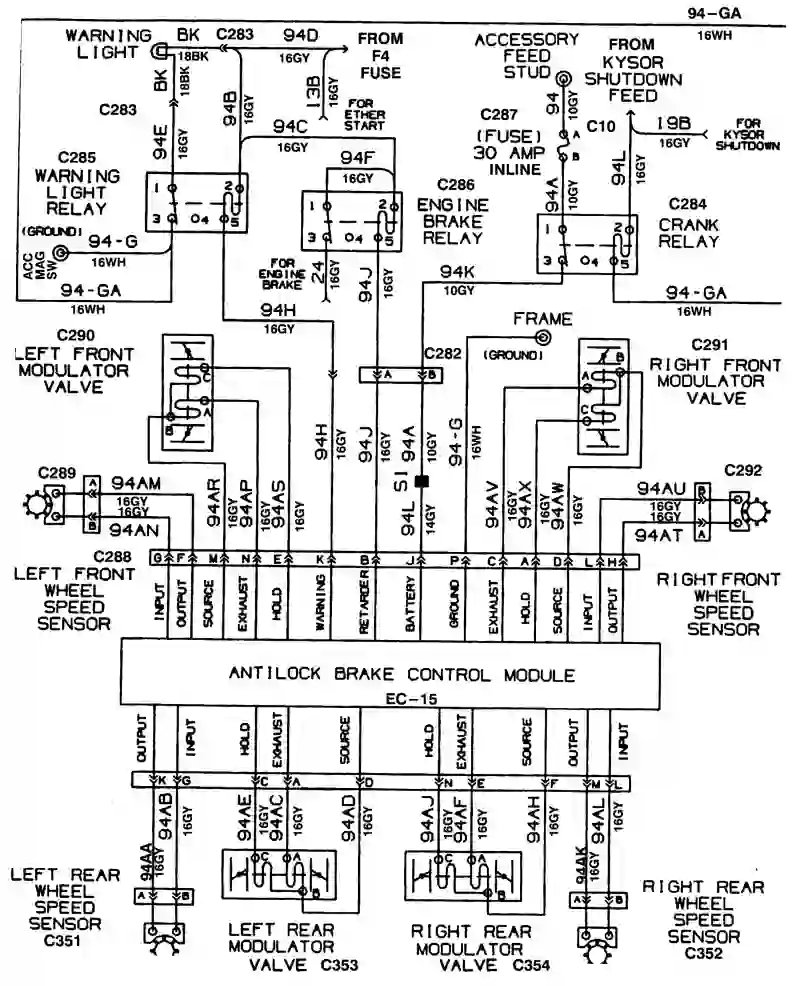 94-GA
16WH
WARNING
LIGHT
BK
18BK
C283
94D
16GY
FROM
F4
FUSE
ACCESSORY
FEED
STUD
FROM
KYSOR
SHUTDOWN
FEED
BK
18BK
C283
94E
16GY
94B
16GY
13B
16GY
FOR
ETHER
START
94C
16GY
94F
16GY
94
10GY
C287
(FUSE)
30 AMP
INLINE
A
B
C10
19B
16GY
FOR
KYSOR
SHUTDOWN
94L
16GY
94A
10GY
C285
WARNING
LIGHT
RELAY
1
2
3
4
5
C286
ENGINE
BRAKE
RELAY
1
2
3
4
5
C284
CRANK
RELAY
1
2
3
4
5
(GROUND)
ACC
MAG
SW
94-G
16WH
94-GA
16WH
FOR
ENGINE
BRAKE
24
16GY
94J
16GY
94K
10GY
94-GA
16WH
94H
16GY
FRAME
(GROUND)
C290
LEFT FRONT
MODULATOR
VALVE
C
A
B
C282
A
B
C291
RIGHT FRONT
MODULATOR
VALVE
B
A
C
94H
16GY
94J
16GY
94A
10GY
94-G
16WH
S1
94L
14GY
C289
A
B
94AM
16GY
16GY
94AN
94AR
16GY
94AP
16GY
94AS
16GY
94AV
16GY
94AX
16GY
94AW
16GY
94AU
16GY
16GY
94AT
B
A
C292
C288
G
F
M
N
E
K
B
J
P
C
A
D
L
H
LEFT FRONT
WHEEL
SPEED
SENSOR
INPUT
OUTPUT
SOURCE
EXHAUST
HOLD
WARNING
RETARDER
BATTERY
GROUND
EXHAUST
HOLD
SOURCE
INPUT
OUTPUT
RIGHT FRONT
WHEEL
SPEED
SENSOR
ANTILOCK BRAKE CONTROL MODULE
EC-15
OUTPUT
INPUT
HOLD
EXHAUST
SOURCE
HOLD
EXHAUST
SOURCE
OUTPUT
INPUT
K
G
C
A
D
N
E
F
M
L
94AA
16GY
94AB
16GY
94AE
16GY
94AC
16GY
94AD
16GY
94AJ
16GY
94AF
16GY
94AH
16GY
94AK
16GY
94AL
16GY
C
A
B
C
A
B
LEFT REAR
WHEEL
SPEED
SENSOR
C351
A
B
LEFT REAR
MODULATOR
VALVE C353
RIGHT REAR
MODULATOR
VALVE C354
A
B
RIGHT REAR
WHEEL
SPEED
SENSOR
C352